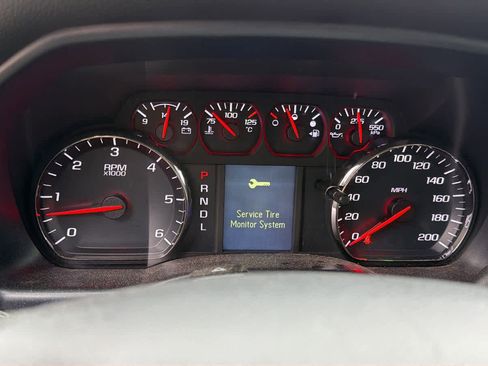 14
9 19
100
75 125
°C
275
0 550
kPa
3
2 4
1 5
0 6
RPM
x1000
P
R
N
D
L
Service Tire
Monitor System
100
80 120
60 140
40 160
20 180
0 200
MPH